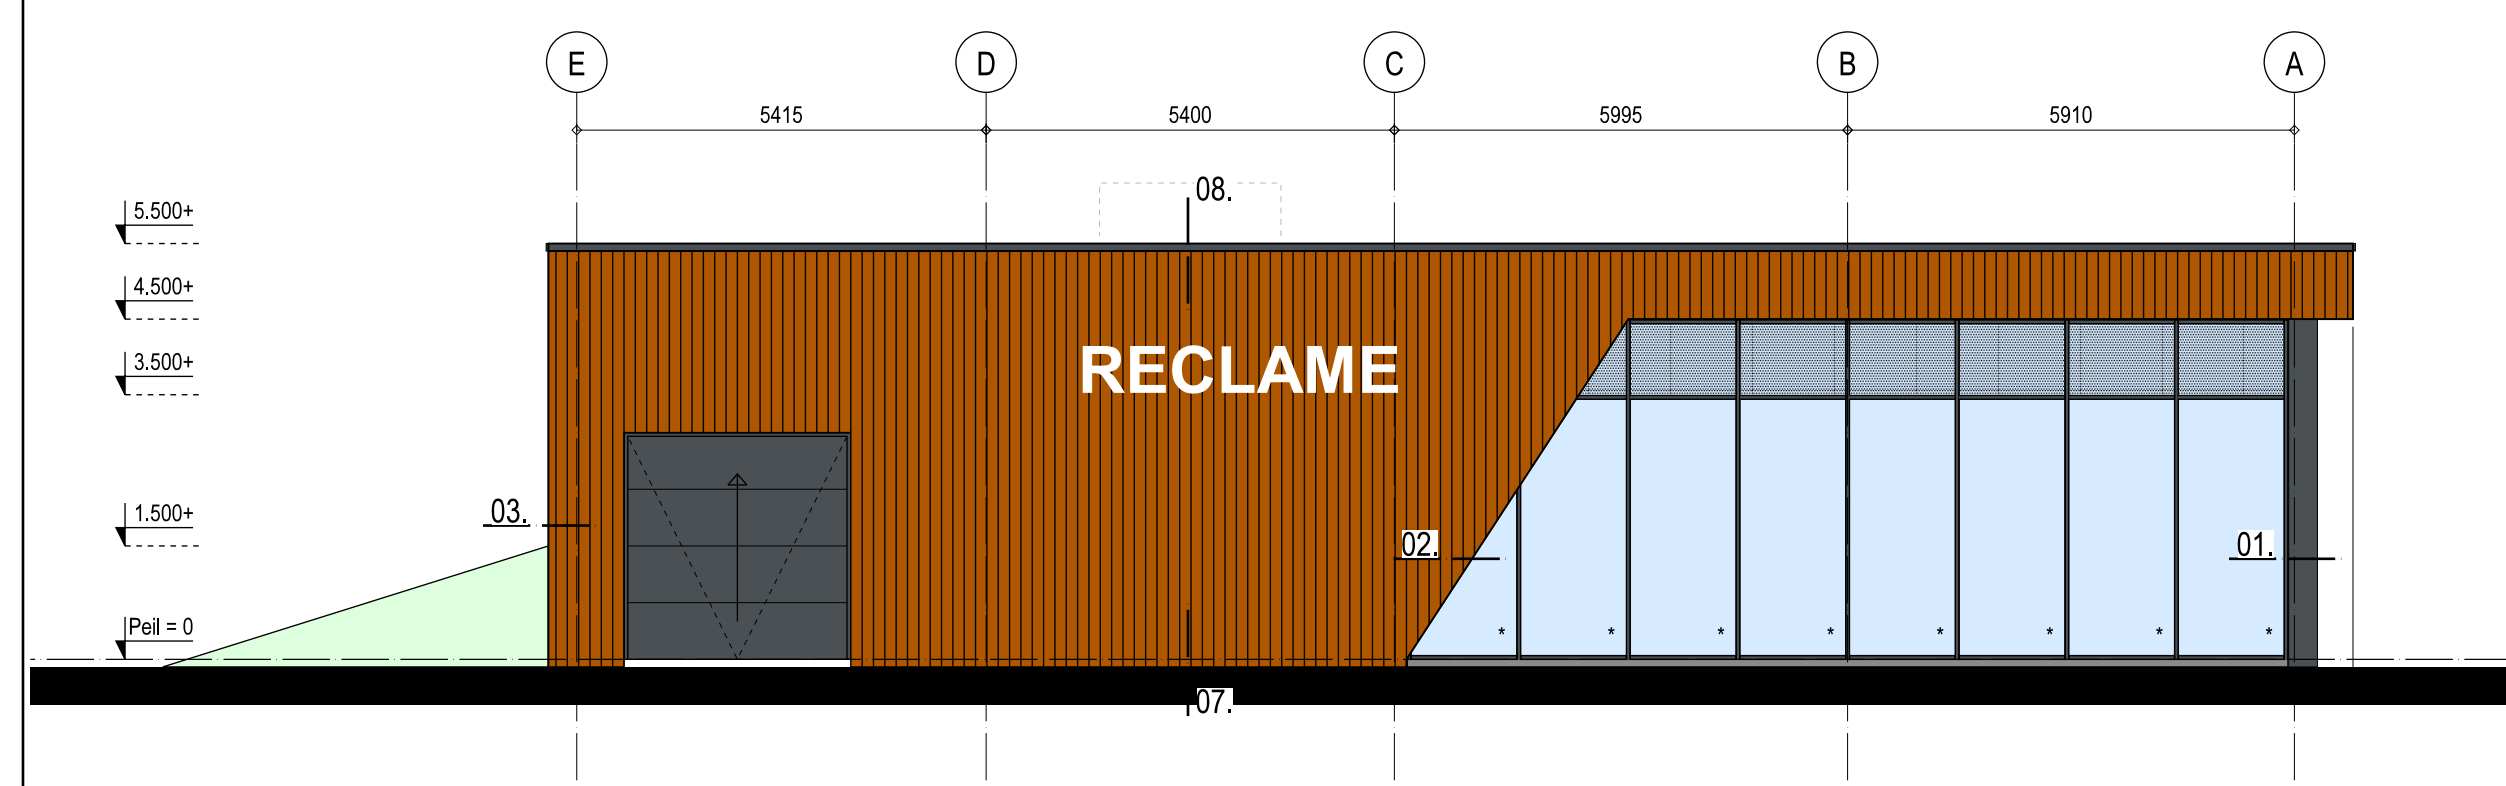 E D C B A
5415 5400 5995 5910
08.
5.500+
4.500+
3.500+
RECLAME
03.
1.500+
02.
01.
Peil = 0
* * * * * * * *
07.